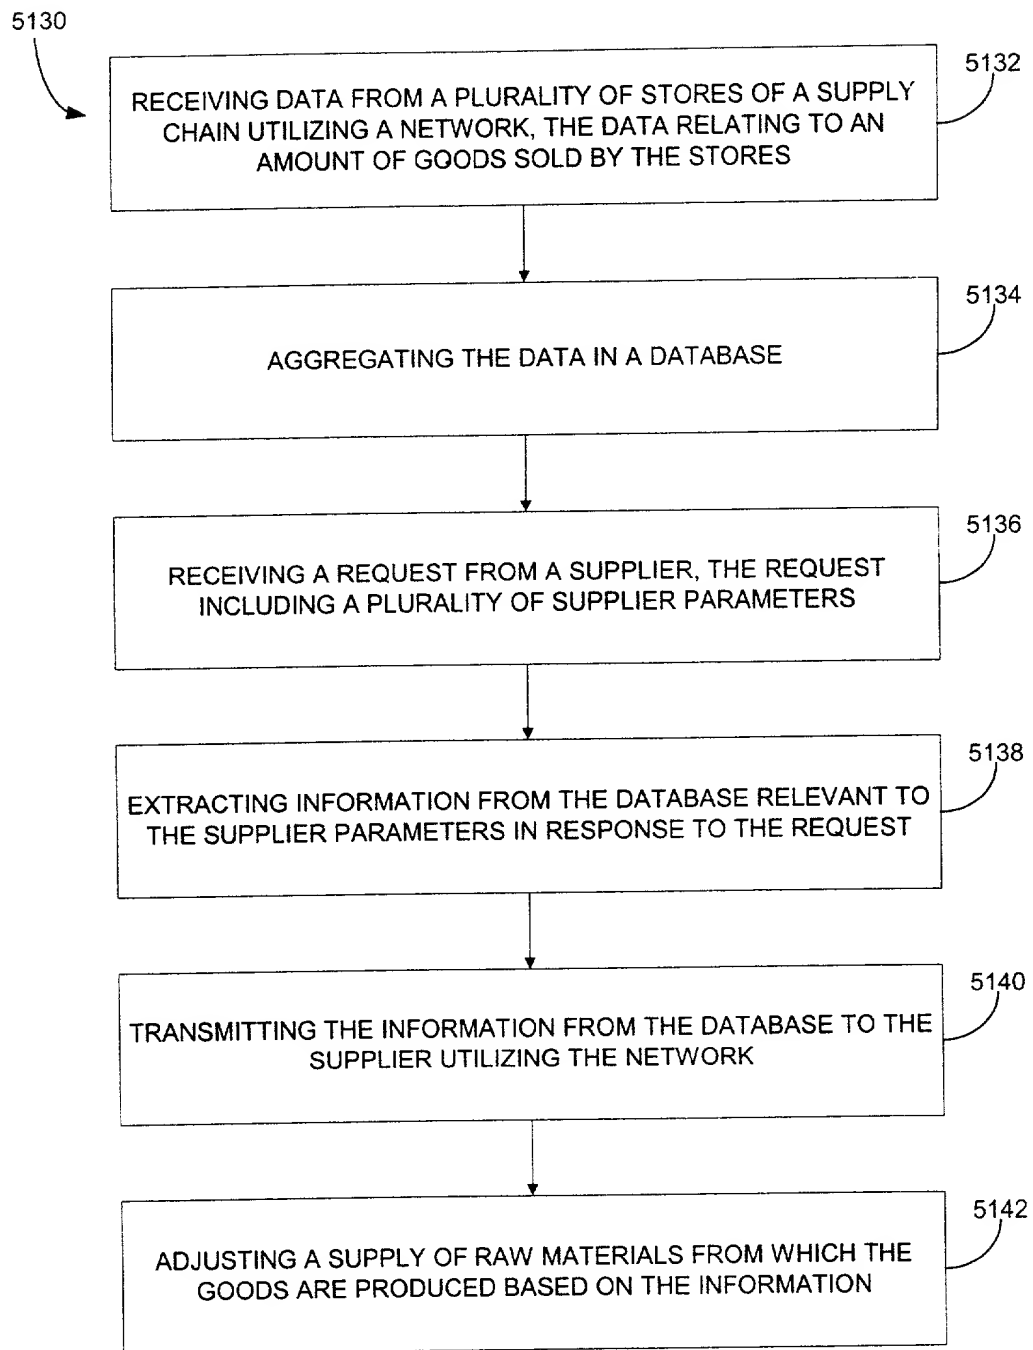 5130
5132
RECEIVING DATA FROM A PLURALITY OF STORES OF A SUPPLY
CHAIN UTILIZING A NETWORK, THE DATA RELATING TO AN
AMOUNT OF GOODS SOLD BY THE STORES
5134
AGGREGATING THE DATA IN A DATABASE
5136
RECEIVING A REQUEST FROM A SUPPLIER, THE REQUEST
INCLUDING A PLURALITY OF SUPPLIER PARAMETERS
5138
EXTRACTING INFORMATION FROM THE DATABASE RELEVANT TO
THE SUPPLIER PARAMETERS IN RESPONSE TO THE REQUEST
5140
TRANSMITTING THE INFORMATION FROM THE DATABASE TO THE
SUPPLIER UTILIZING THE NETWORK
5142
ADJUSTING A SUPPLY OF RAW MATERIALS FROM WHICH THE
GOODS ARE PRODUCED BASED ON THE INFORMATION